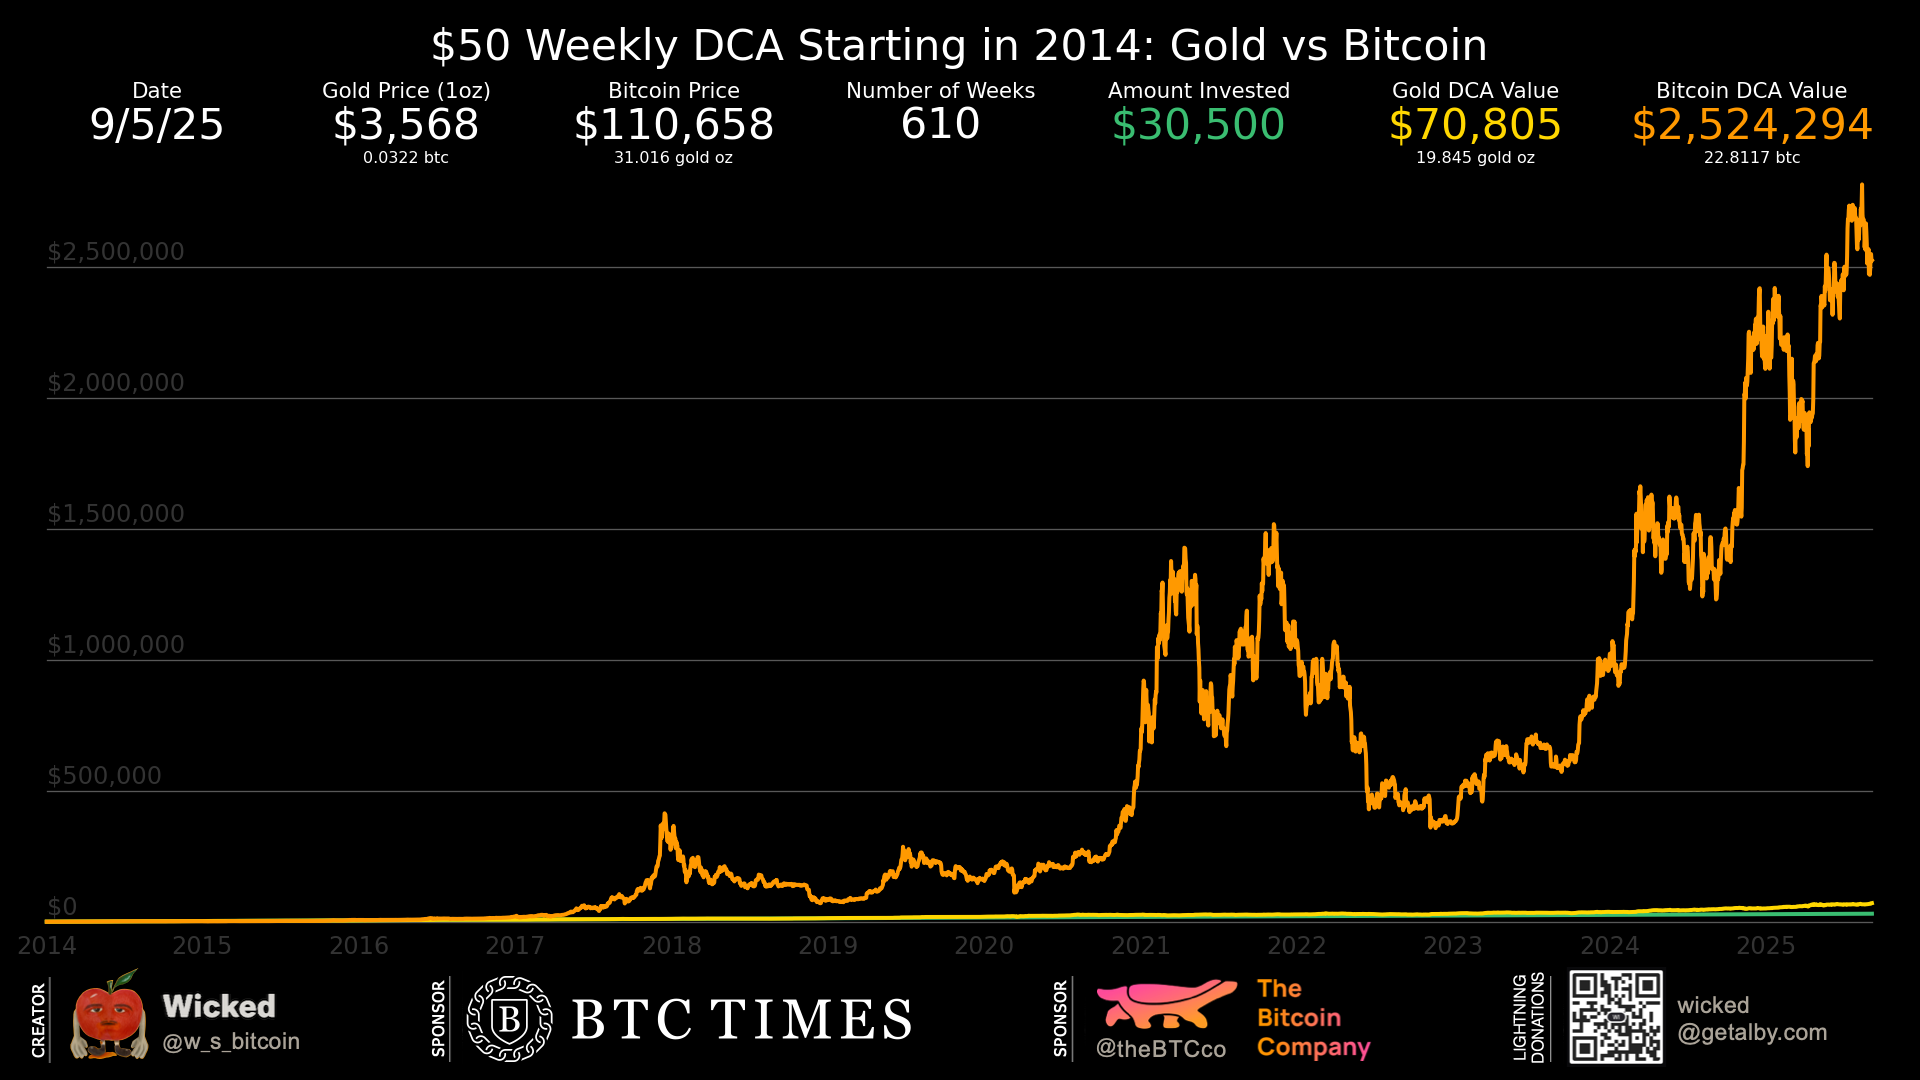 $50 Weekly DCA Starting in 2014: Gold vs Bitcoin
Date
9/5/25
Gold Price (1oz)
$3,568
0.0322 btc
Bitcoin Price
$110,658
31.016 gold oz
Number of Weeks
610
Amount Invested
$30,500
Gold DCA Value
$70,805
19.845 gold oz
Bitcoin DCA Value
$2,524,294
22.8117 btc
$2,500,000
$2,000,000
$1,500,000
$1,000,000
$500,000
$0
2014 2015 2016 2017 2018 2019 2020 2021 2022 2023 2024 2025
CREATOR
Wicked
@w_s_bitcoin
SPONSOR
B
BTC TIMES
SPONSOR
@theBTCco
The
Bitcoin
Company
LIGHTNING
DONATIONS
wicked
@getalby.com